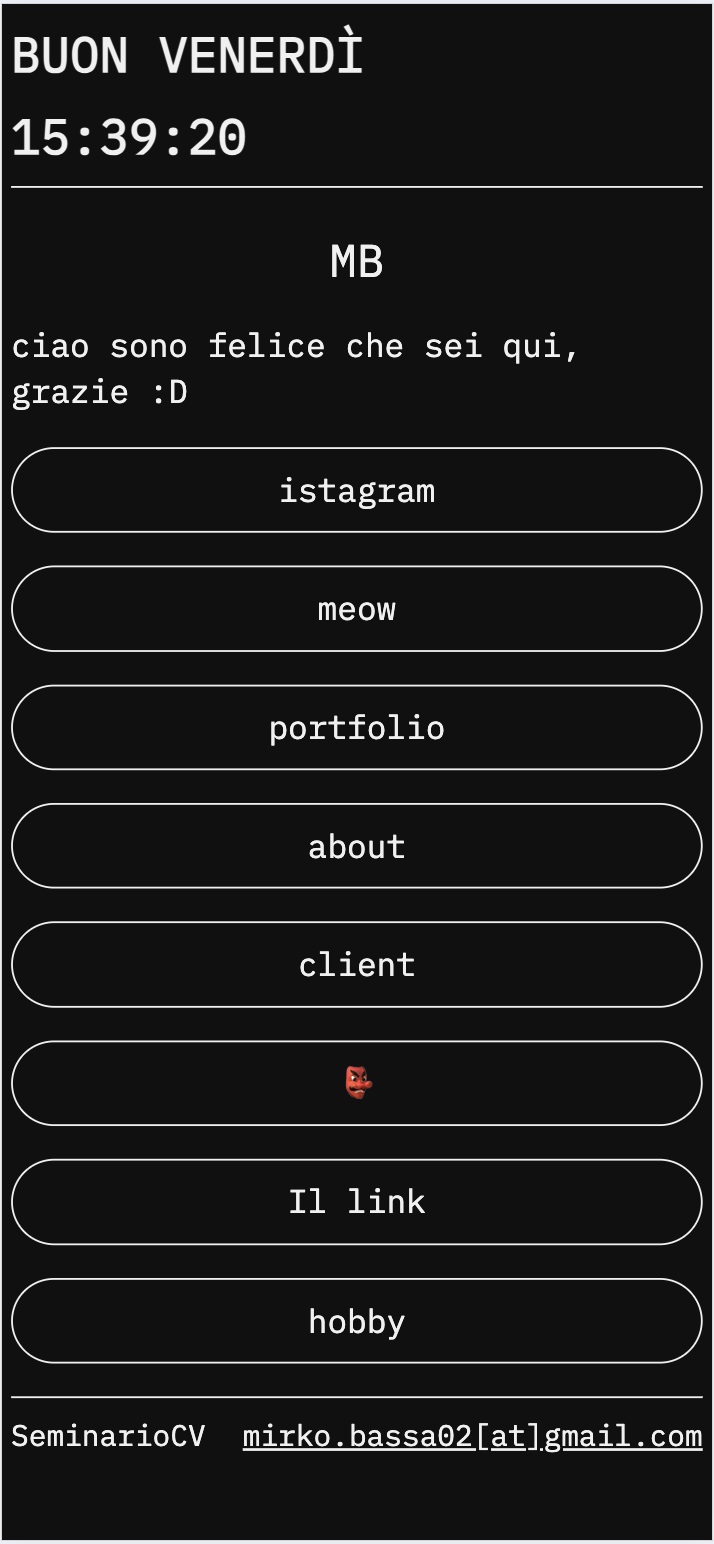 BUON VENERDÌ
15:39:20
MB
ciao sono felice che sei qui,
grazie :D
istagram
meow
portfolio
about
client
👺
Il link
hobby
SeminarioCV mirko.bassa02[at]gmail.com